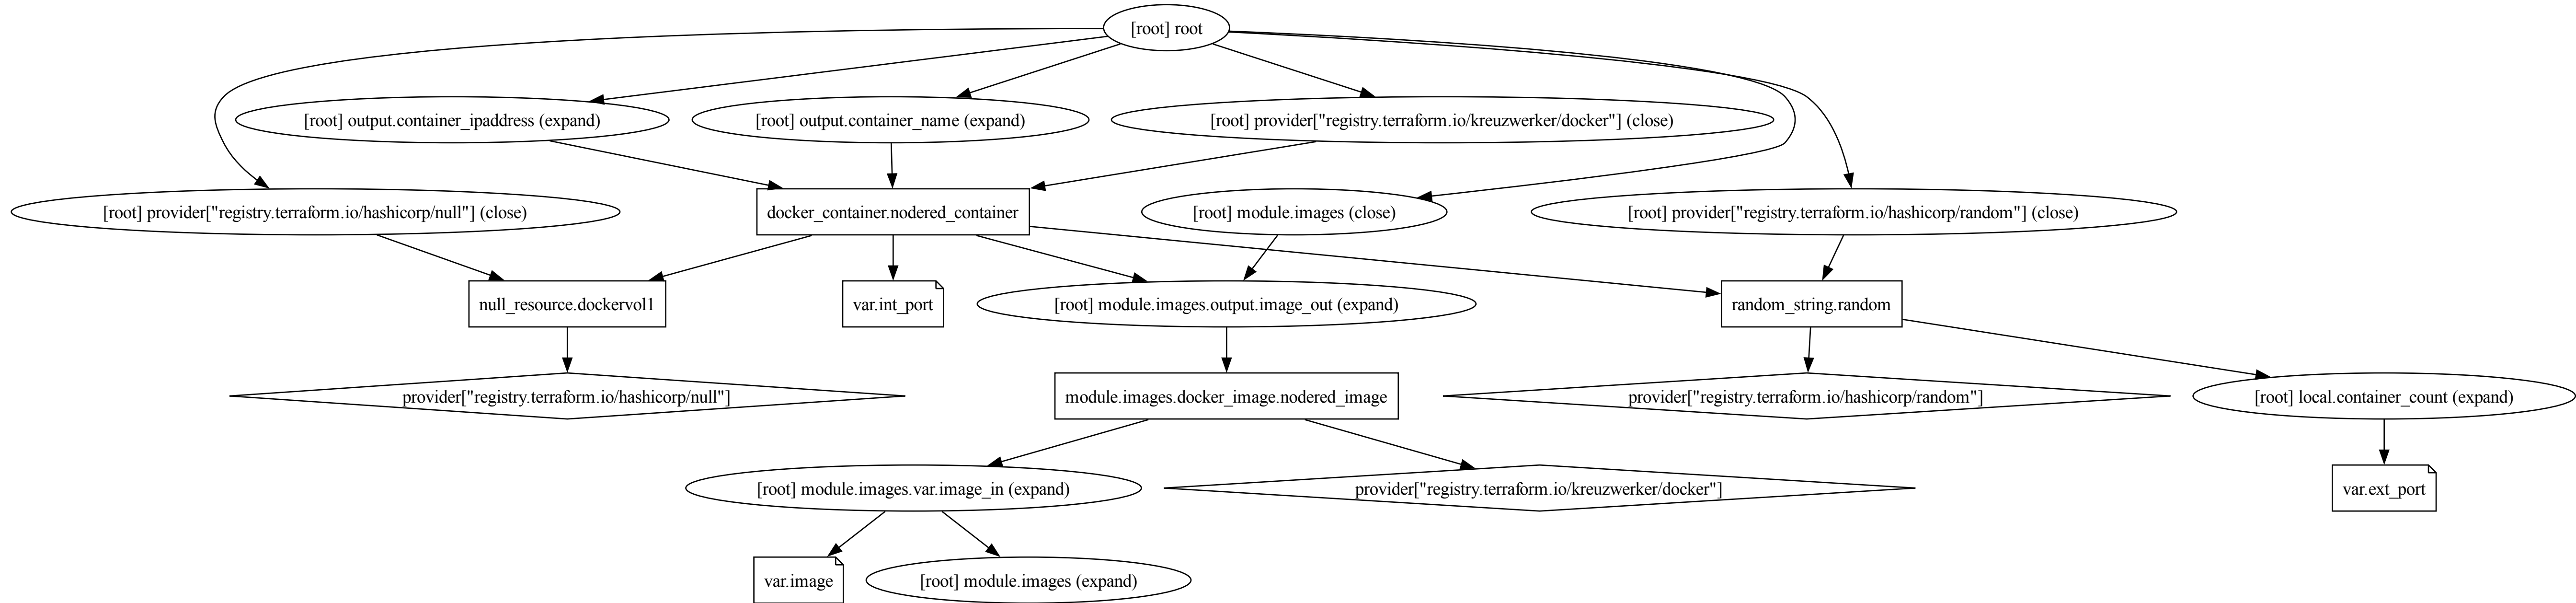 [root] root
[root] output.container_ipaddress (expand)
[root] output.container_name (expand)
[root] provider["registry.terraform.io/kreuzwerker/docker"] (close)
[root] provider["registry.terraform.io/hashicorp/null"] (close)
docker_container.nodered_container
[root] module.images (close)
[root] provider["registry.terraform.io/hashicorp/random"] (close)
null_resource.dockervol1
var.int_port
[root] module.images.output.image_out (expand)
random_string.random
provider["registry.terraform.io/hashicorp/null"]
module.images.docker_image.nodered_image
provider["registry.terraform.io/hashicorp/random"]
[root] local.container_count (expand)
[root] module.images.var.image_in (expand)
provider["registry.terraform.io/kreuzwerker/docker"]
var.ext_port
var.image
[root] module.images (expand)